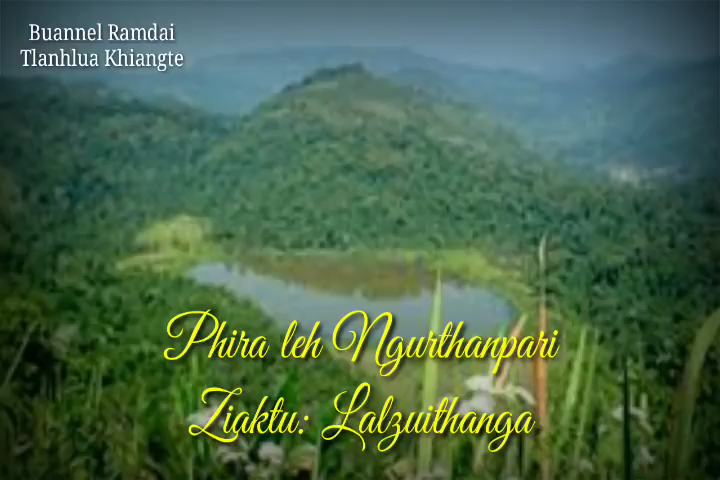 Buannel Ramdai
Tlanhlua Khiangte
Phira leh Ngurthanpari
Ziaktu: Lalzuithanga